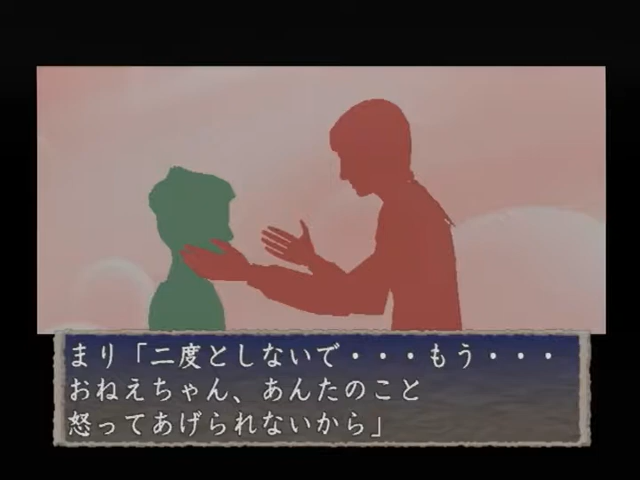 まり「二度としないで・・・もう・・・
おねえちゃん、あんたのこと
怒ってあげられないから」